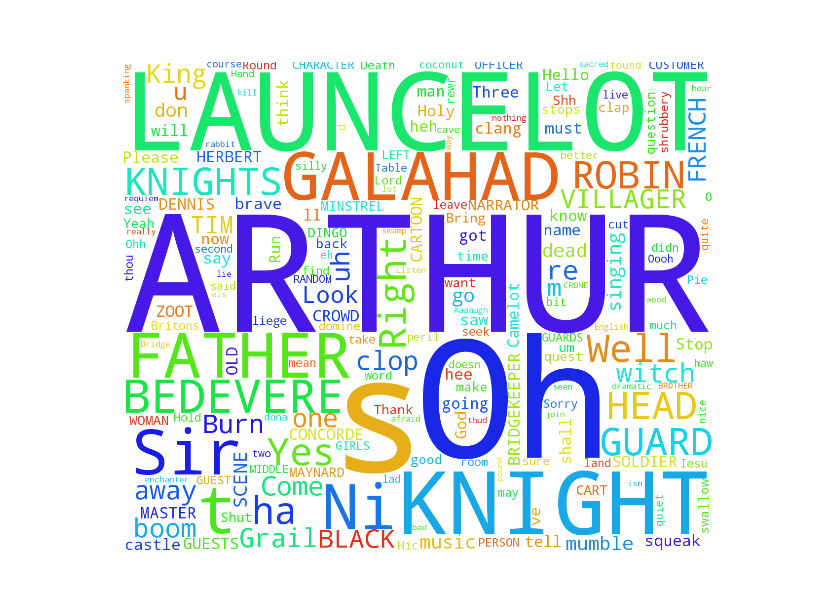 spanking King course Round CHARACTER Death coconut OFFICER sacred found CUSTOMER
LAUNCELOT
Hand u don will kill think man Holy rewr Three Hello Let live Shh question shrubbery hear
heh clang nothing stops clap must FRENCH
Please HERBERT rabbit silly LEFT Table cave way better
KNIGHTS GALAHAD ROBIN
requiem see DENNIS brave Lord lot MINSTREL leave NARRATOR VILLAGER O
Yeah TIM ll Bring know quite
ARTHUR
really Ohh now second DINGO back CARTOON got name cut didn Oooh
thou say Run eh swamp time dead singing
said lie find RANDOM uh Right Listen want Aaaaugh re m bit CRONE Pie
eis Look go
ZOOT liege CROWD saw seek Camelot wood
Britons domine peril um English much
Bridge FATHER OLD mean take clop doesn hee quest GUARDS Well Stop
word make BRIDGEKEEPER seen witch haw
BEDEVERE s Oh dramatic BROTHER
Thank God going Sorry HEAD nice
WOMAN Hold dona Burn one afraid thud join
Sir two CONCORDE shall GUARD
Yes GIRLS good room sure land SOLDIER Iesu
MIDDLE
enchanter GUEST MAYNARD lad pound isn
away SCENE Come may CART quiet swallow
MASTER t ha Ni KNIGHT
boom Shut bad ve
castle GUESTS Grail BLACK Hic music PERSON tell mumble squeak